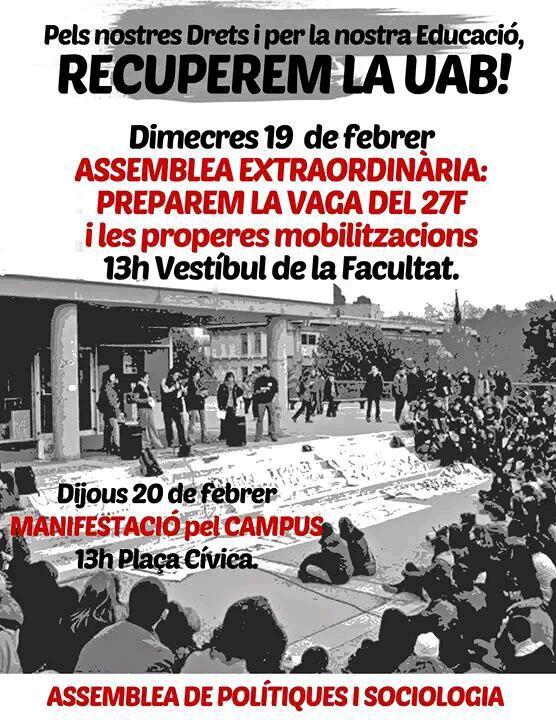 Pels nostres Drets i per la nostra Educació,
RECUPEREM LA UAB!
Dimecres 19 de febrer
ASSEMBLEA EXTRAORDINÀRIA:
PREPAREM LA VAGA DEL 27F
i les properes mobilitzacions
13h Vestíbul de la Facultat.
Dijous 20 de febrer
MANIFESTACIÓ pel CAMPUS
13h Plaça Cívica.
ASSEMBLEA DE POLÍTIQUES I SOCIOLOGIA